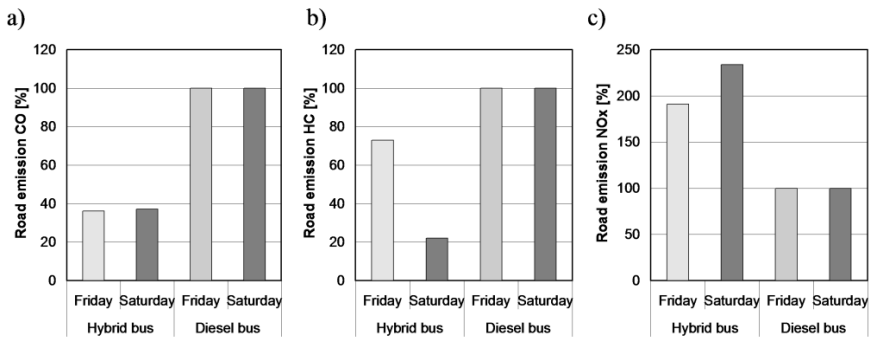 a)
Road emission CO [%]
120
100
80
60
40
20
0
Friday Saturday Friday Saturday
Hybrid bus Diesel bus
b)
Road emission HC [%]
120
100
80
60
40
20
0
Friday Saturday Friday Saturday
Hybrid bus Diesel bus
c)
Road emission NOx [%]
250
200
150
100
50
0
Friday Saturday Friday Saturday
Hybrid bus Diesel bus